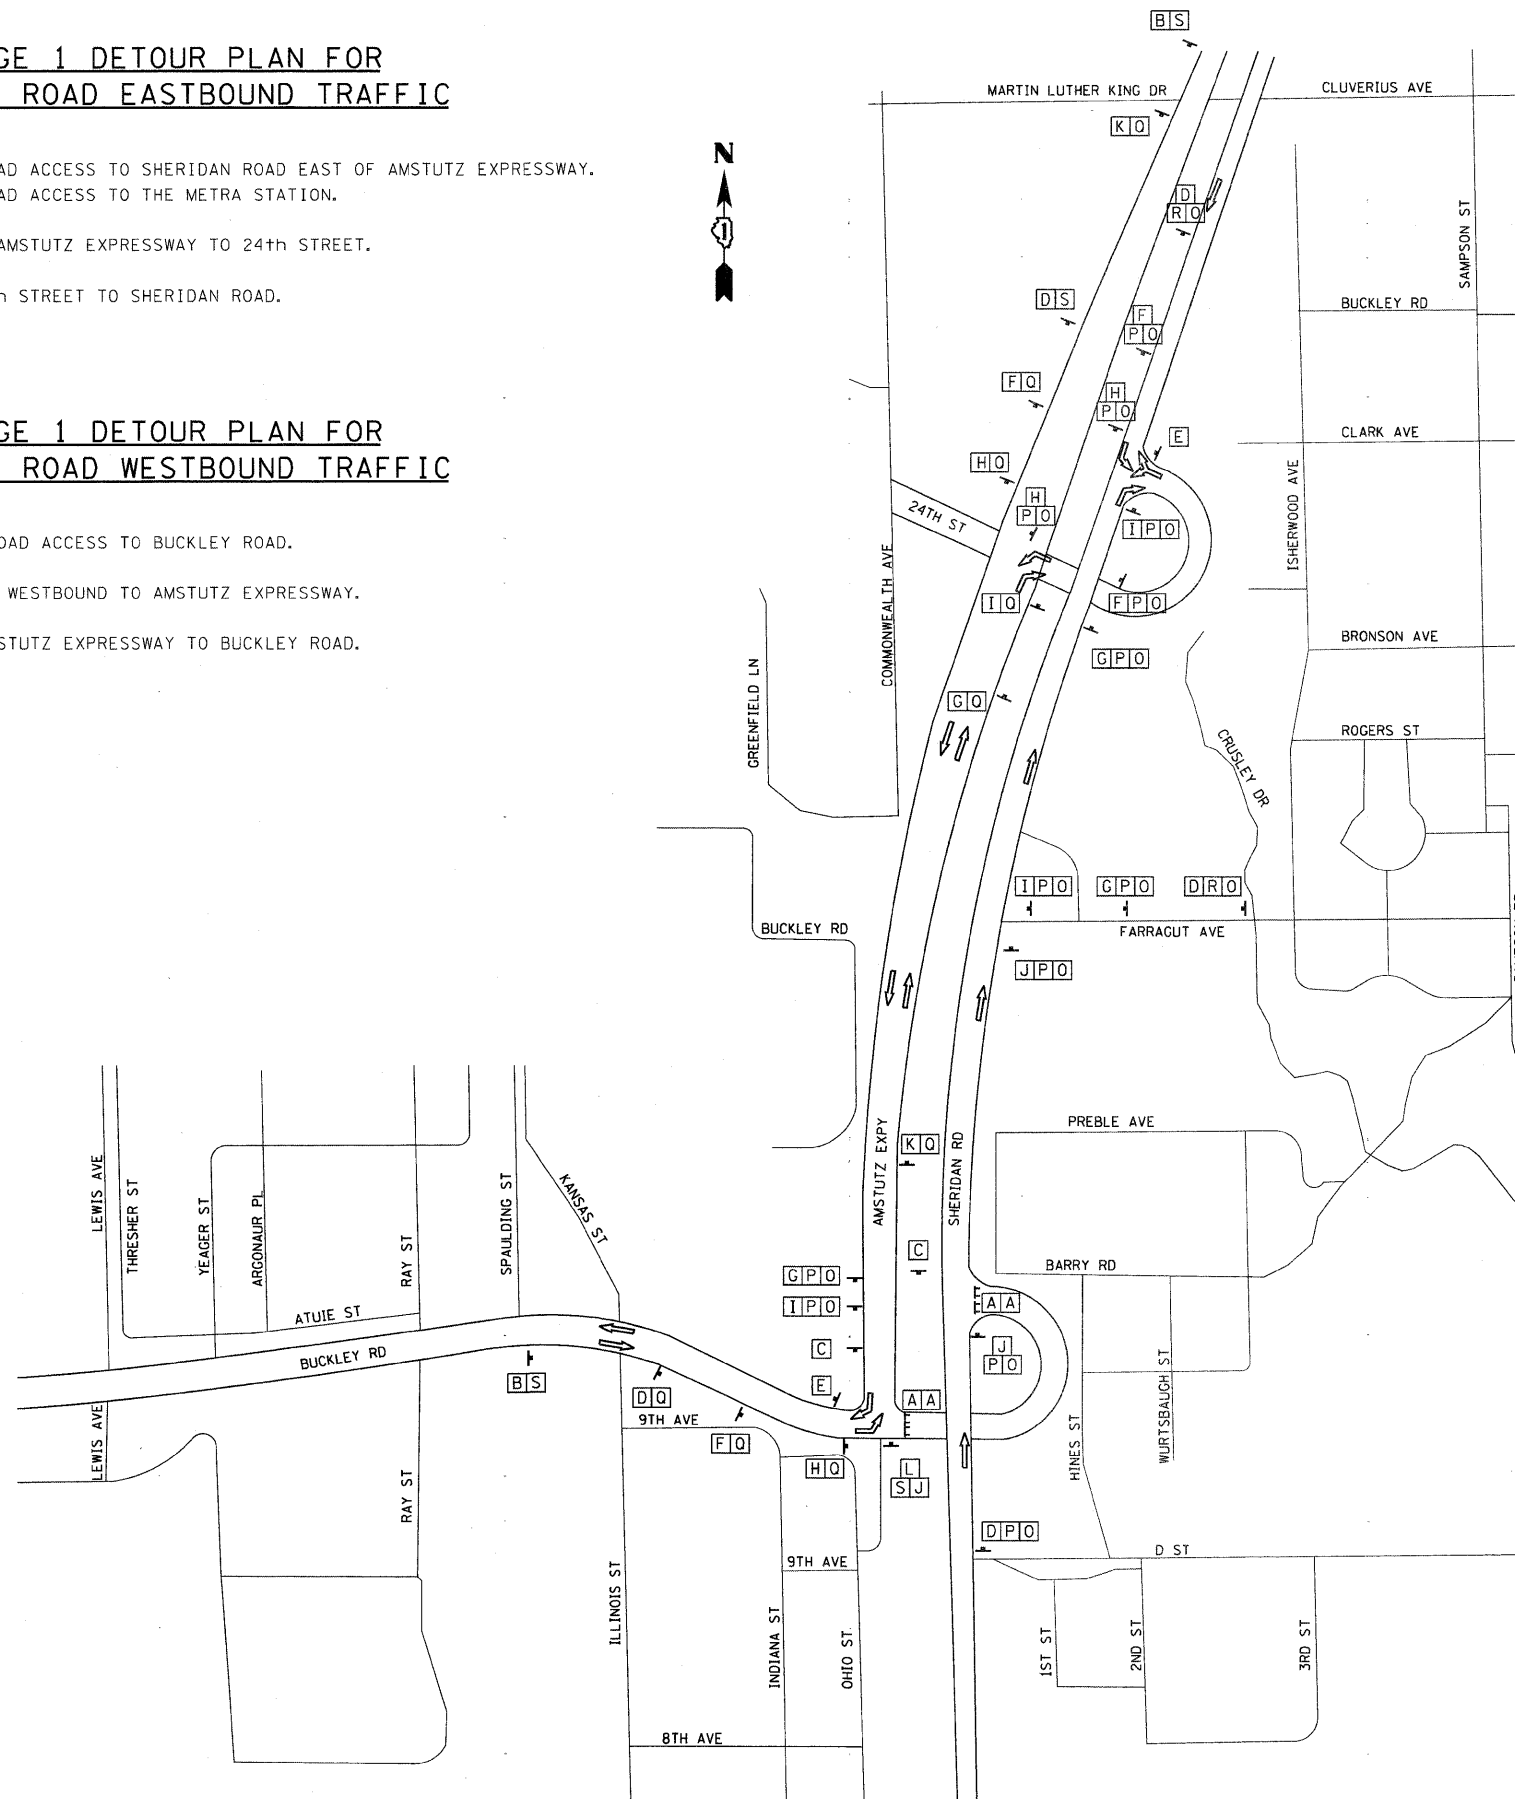 GE 1 DETOUR PLAN FOR
ROAD EASTBOUND TRAFFIC
AD ACCESS TO SHERIDAN ROAD EAST OF AMSTUTZ EXPRESSWAY.
AD ACCESS TO THE METRA STATION.
AMSTUTZ EXPRESSWAY TO 24th STREET.
STREET TO SHERIDAN ROAD.
GE 1 DETOUR PLAN FOR
ROAD WESTBOUND TRAFFIC
OAD ACCESS TO BUCKLEY ROAD.
WESTBOUND TO AMSTUTZ EXPRESSWAY.
STUTZ EXPRESSWAY TO BUCKLEY ROAD.
N
1
B S
MARTIN LUTHER KING DR
CLUVERIUS AVE
K Q
D
R O
SAMPSON ST
D S
BUCKLEY RD
F
P O
F Q
H
P O
E
CLARK AVE
H Q
H
P O
24TH ST
I P O
ISHERWOOD AVE
COMMONWEALTH AVE
I Q
F P O
G P O
BRONSON AVE
GREENFIELD LN
G Q
CRUSLEY DR
ROGERS ST
I P O
G P O
D R O
BUCKLEY RD
FARRAGUT AVE
J P O
AMSTUTZ EXPY
K Q
SHERIDAN RD
PREBLE AVE
LEWIS AVE
THRESHER ST
YEAGER ST
ARGONAUR PL
RAY ST
SPAULDING ST
KANSAS ST
C
G P O
BARRY RD
I P O
A A
ATUIE ST
BUCKLEY RD
C
J
P O
E
B S
D Q
A A
WURTSBAUGH ST
LEWIS AVE
9TH AVE
F Q
H Q
L
S J
HINES ST
RAY ST
D P O
D ST
9TH AVE
ILLINOIS ST
INDIANA ST
OHIO ST.
1ST ST
2ND ST
3RD ST
8TH AVE